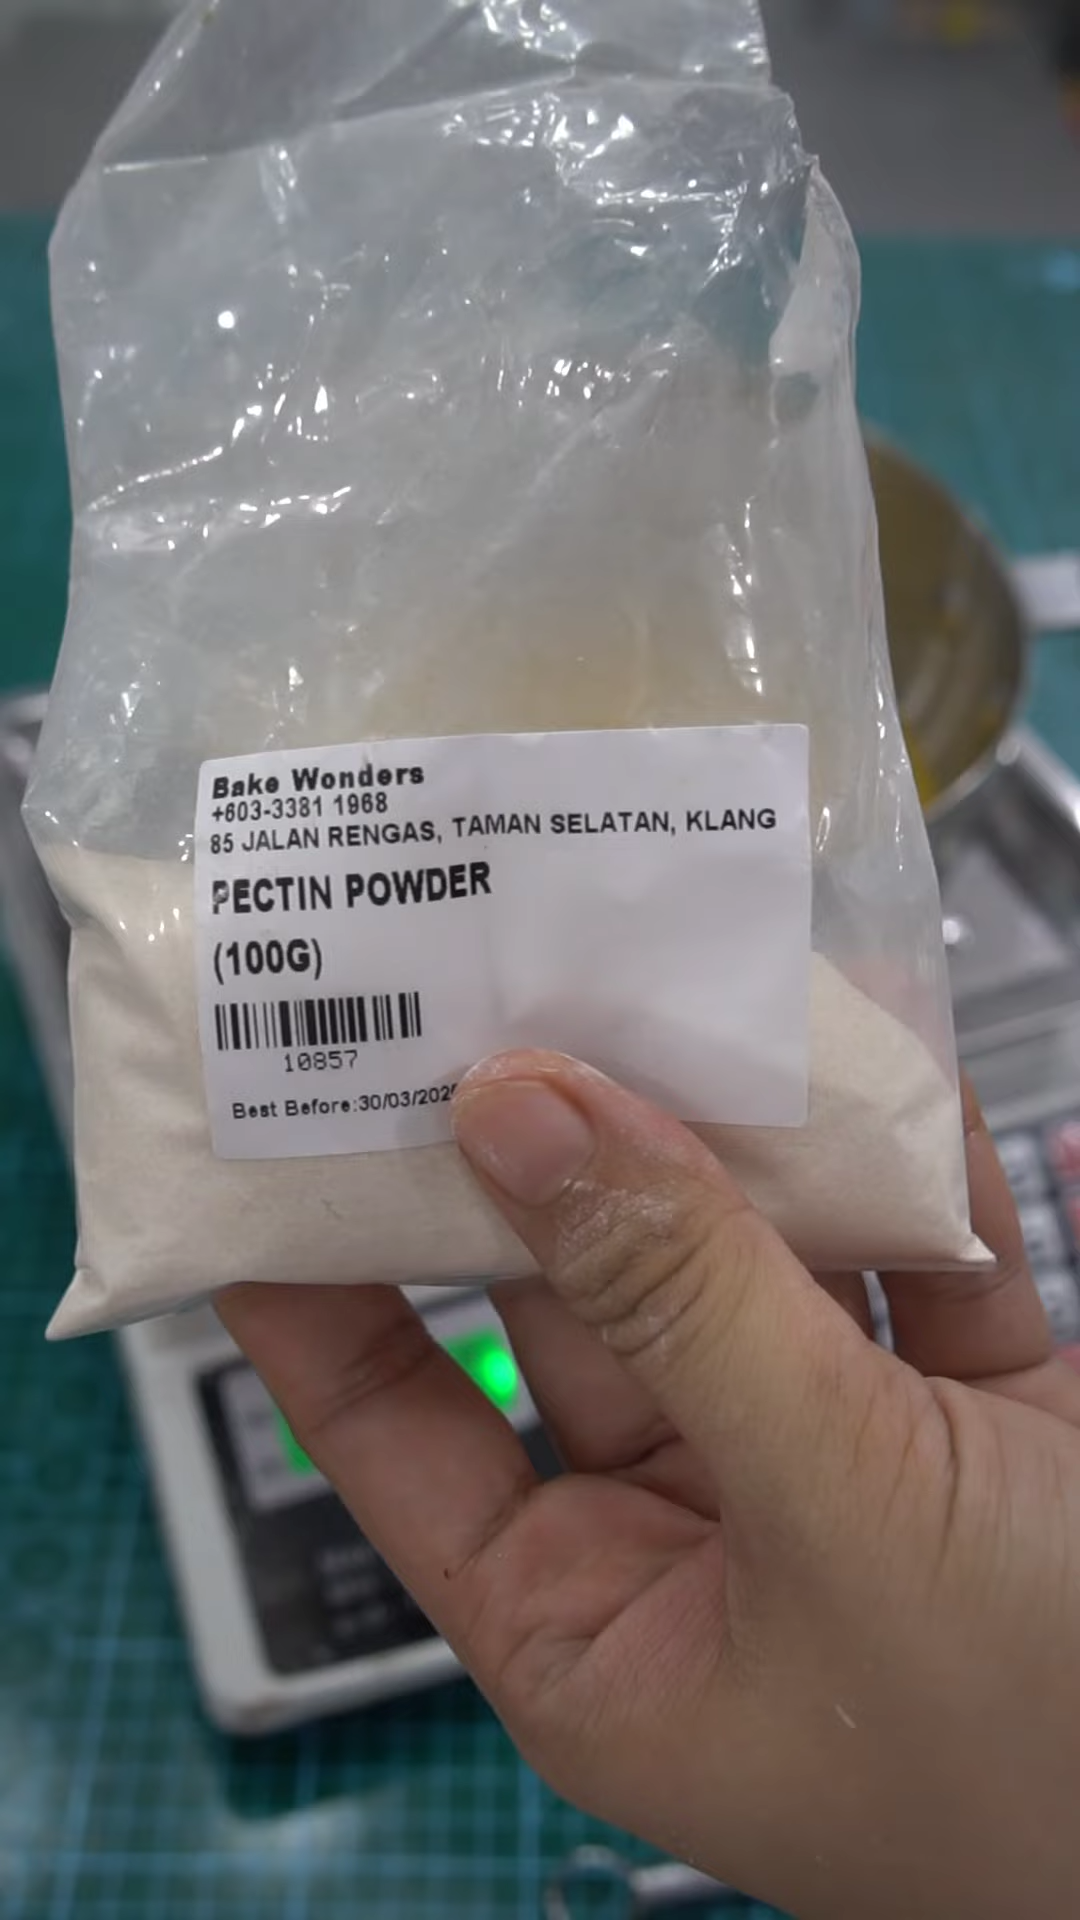 Bake Wonders
+603-3381 1968
85 JALAN RENGAS, TAMAN SELATAN, KLANG
PECTIN POWDER
(100G)
10857
Best Before:30/03/202